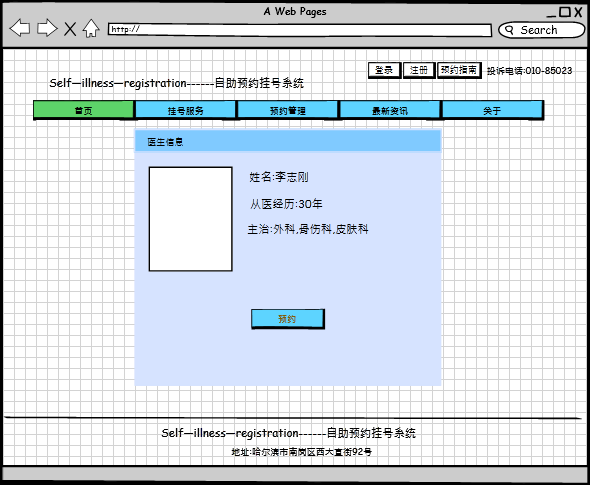 A Web Pages
http://
Search
登录 注册 预约指南 投诉电话:010-85023
Self—illness—registration------自助预约挂号系统
首页 挂号服务 预约管理 最新资讯 关于
医生信息
姓名:李志刚
从医经历:30年
主治:外科,骨伤科,皮肤科
预约
Self—illness—registration------自助预约挂号系统
地址:哈尔滨市南岗区西大直街92号